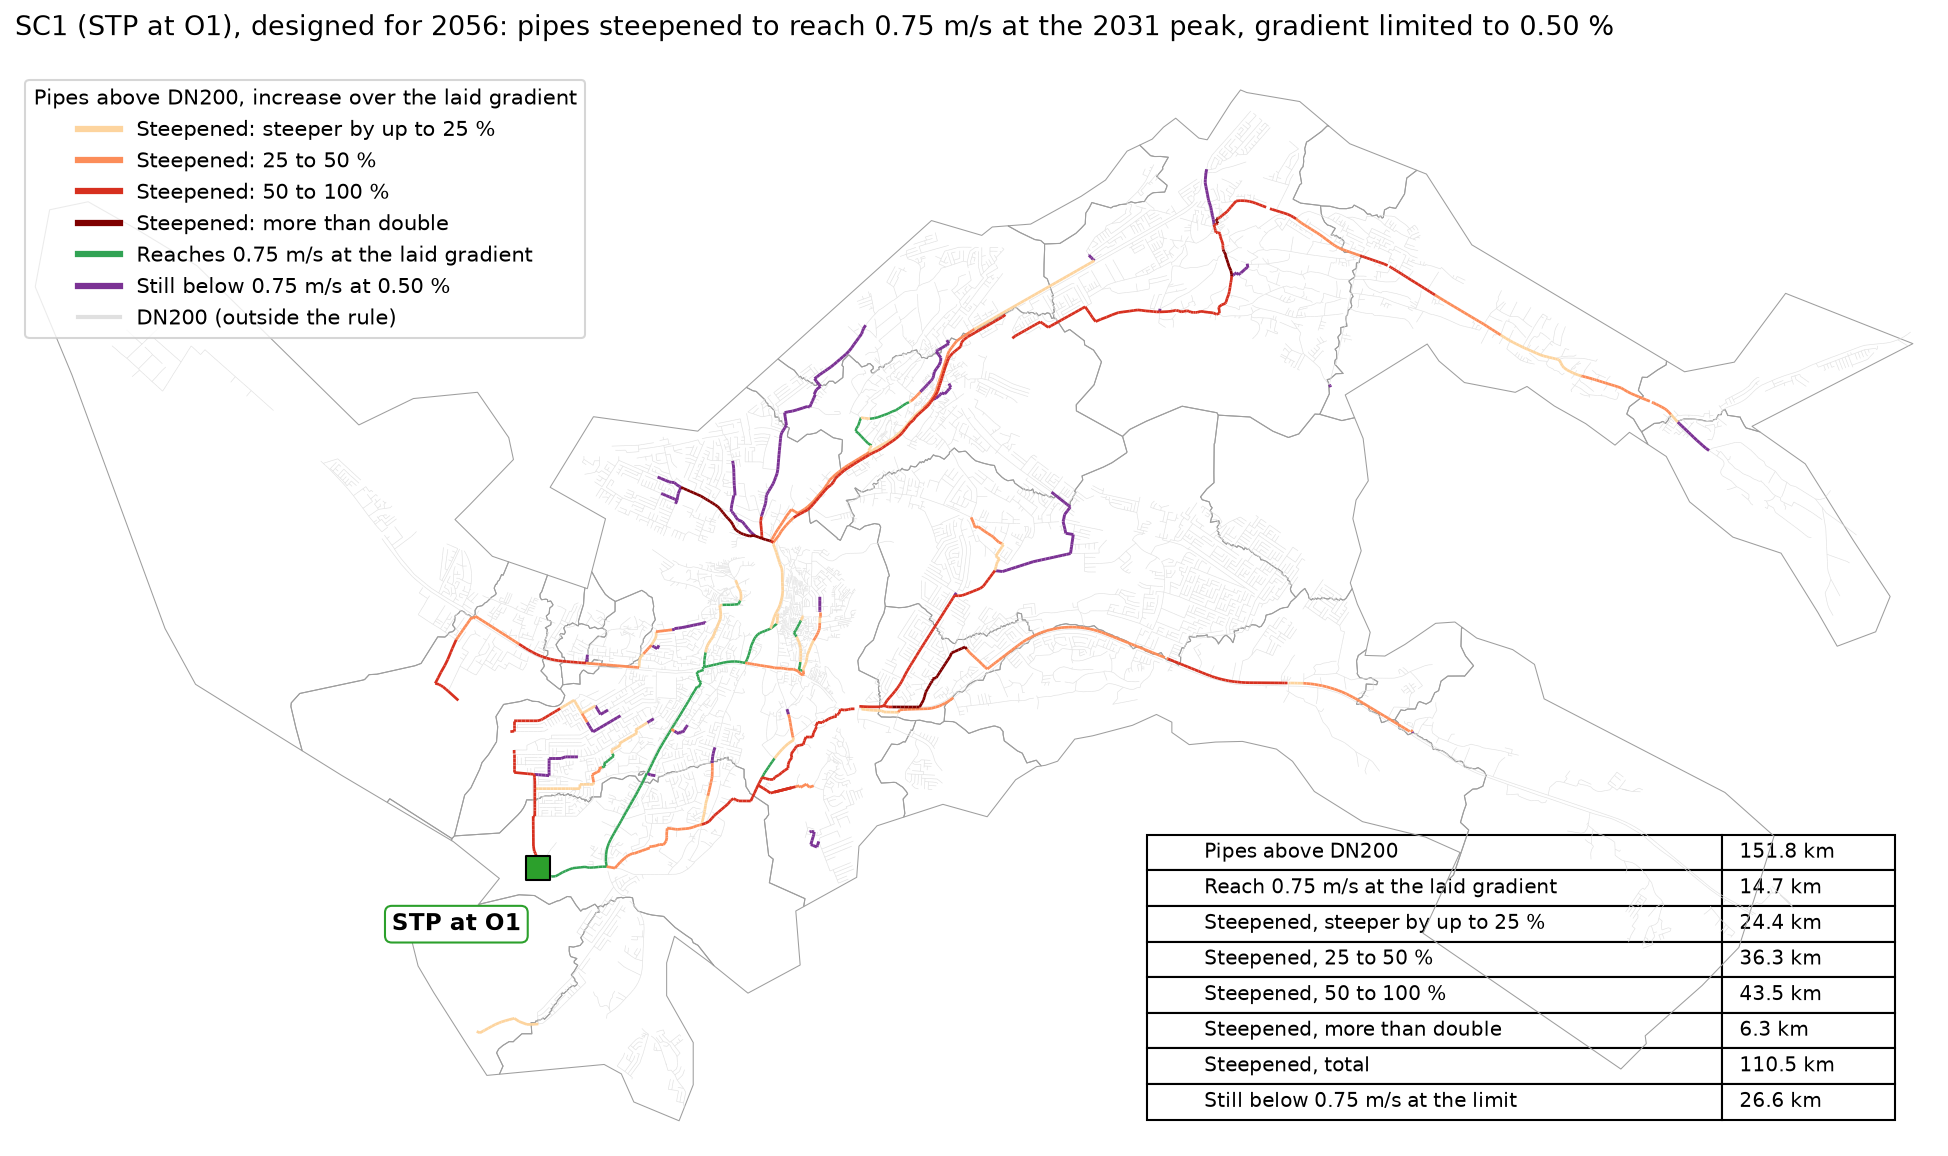 SC1 (STP at O1), designed for 2056: pipes steepened to reach 0.75 m/s at the 2031 peak, gradient limited to 0.50 %
Pipes above DN200, increase over the laid gradient
Steepened: steeper by up to 25 %
Steepened: 25 to 50 %
Steepened: 50 to 100 %
Steepened: more than double
Reaches 0.75 m/s at the laid gradient
Still below 0.75 m/s at 0.50 %
DN200 (outside the rule)
STP at O1
Pipes above DN200 151.8 km
Reach 0.75 m/s at the laid gradient 14.7 km
Steepened, steeper by up to 25 % 24.4 km
Steepened, 25 to 50 % 36.3 km
Steepened, 50 to 100 % 43.5 km
Steepened, more than double 6.3 km
Steepened, total 110.5 km
Still below 0.75 m/s at the limit 26.6 km